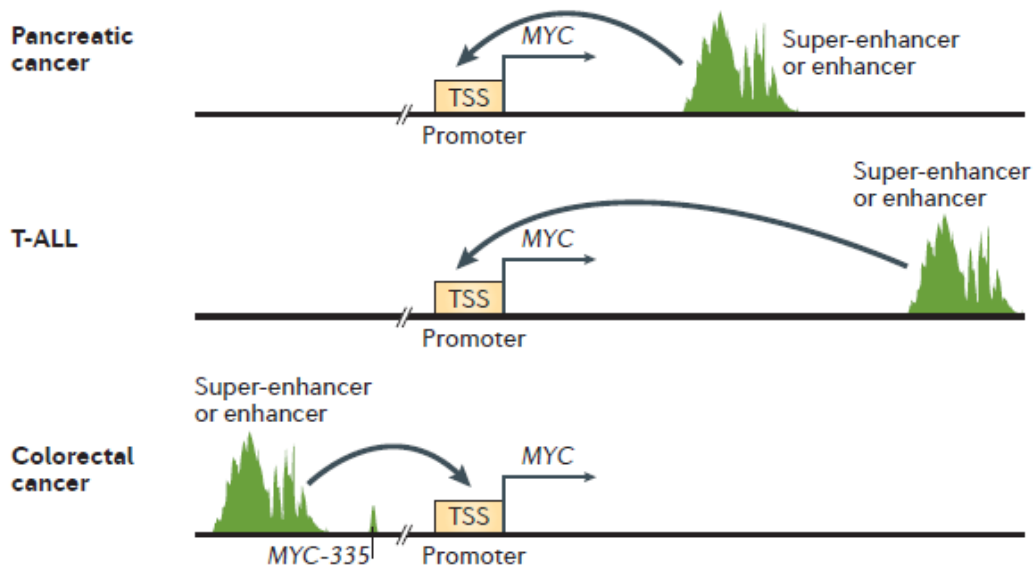 Pancreatic
cancer
MYC
Super-enhancer
or enhancer
TSS
Promoter
T-ALL
MYC
Super-enhancer
or enhancer
TSS
Promoter
Colorectal
cancer
Super-enhancer
or enhancer
MYC
TSS
MYC-335
Promoter